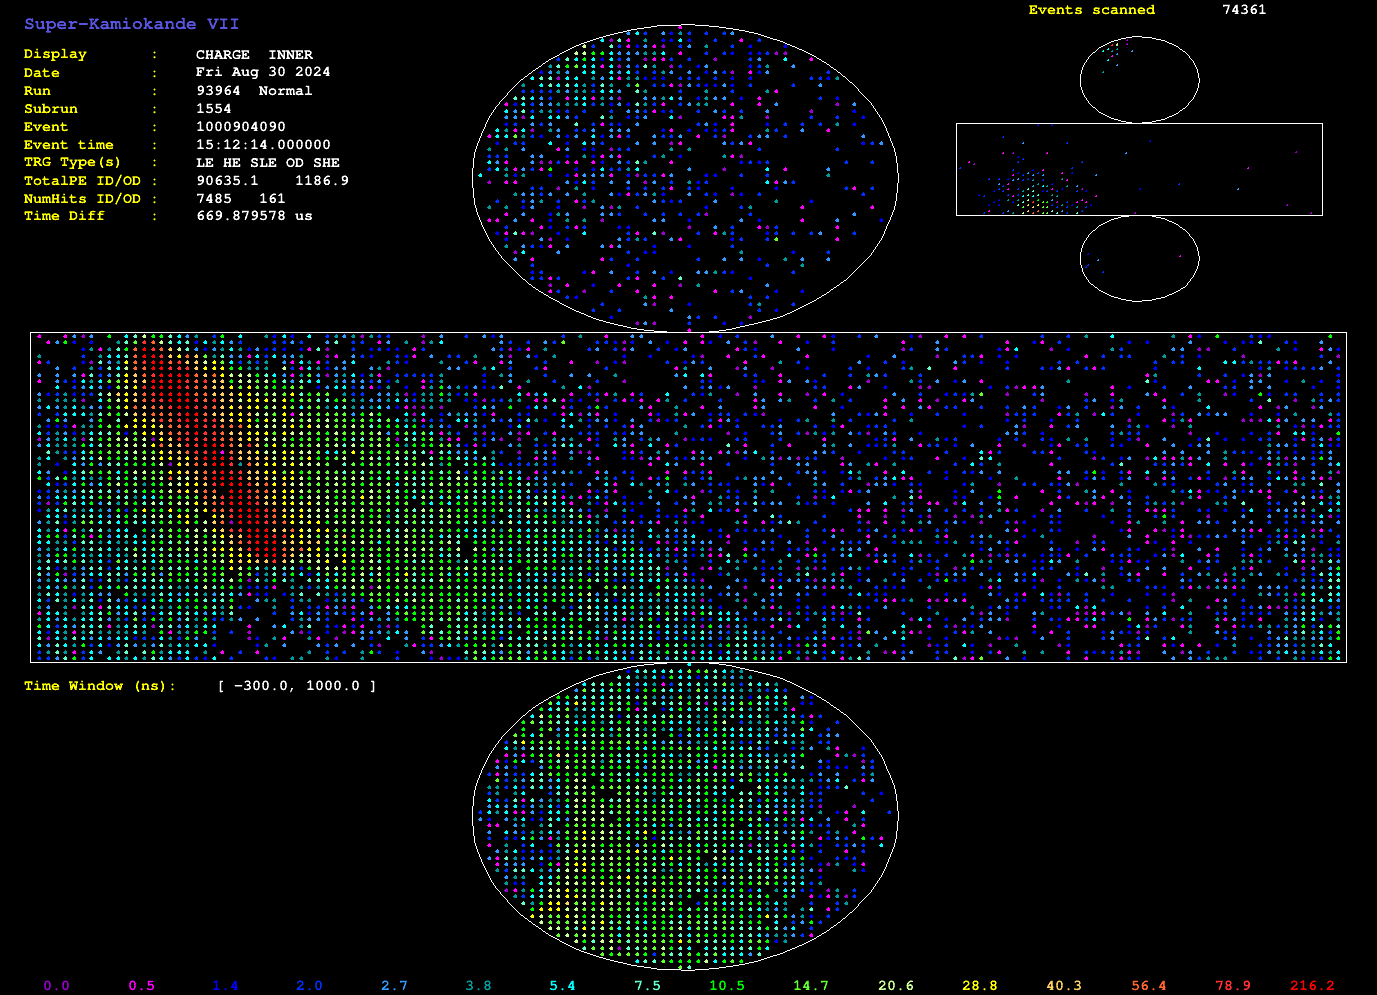 Super-Kamiokande VII
Events scanned 74361
Display : CHARGE INNER
Date : Fri Aug 30 2024
Run : 93964 Normal
Subrun : 1554
Event : 1000904090
Event time : 15:12:14.000000
TRG Type(s) : LE HE SLE OD SHE
TotalPE ID/OD : 90635.1 1186.9
NumHits ID/OD : 7485 161
Time Diff : 669.879578 us
Time Window (ns): [ -300.0, 1000.0 ]
0.0 0.5 1.4 2.0 2.7 3.8 5.4 7.5 10.5 14.7 20.6 28.8 40.3 56.4 78.9 216.2